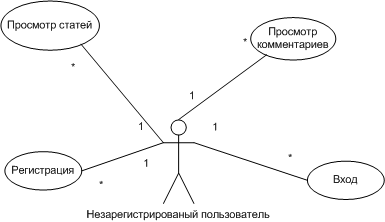 Просмотр статей
Просмотр
комментариев
*
*
1
1
1
1
Регистрация
*
*
Вход
Незарегистрированый пользователь